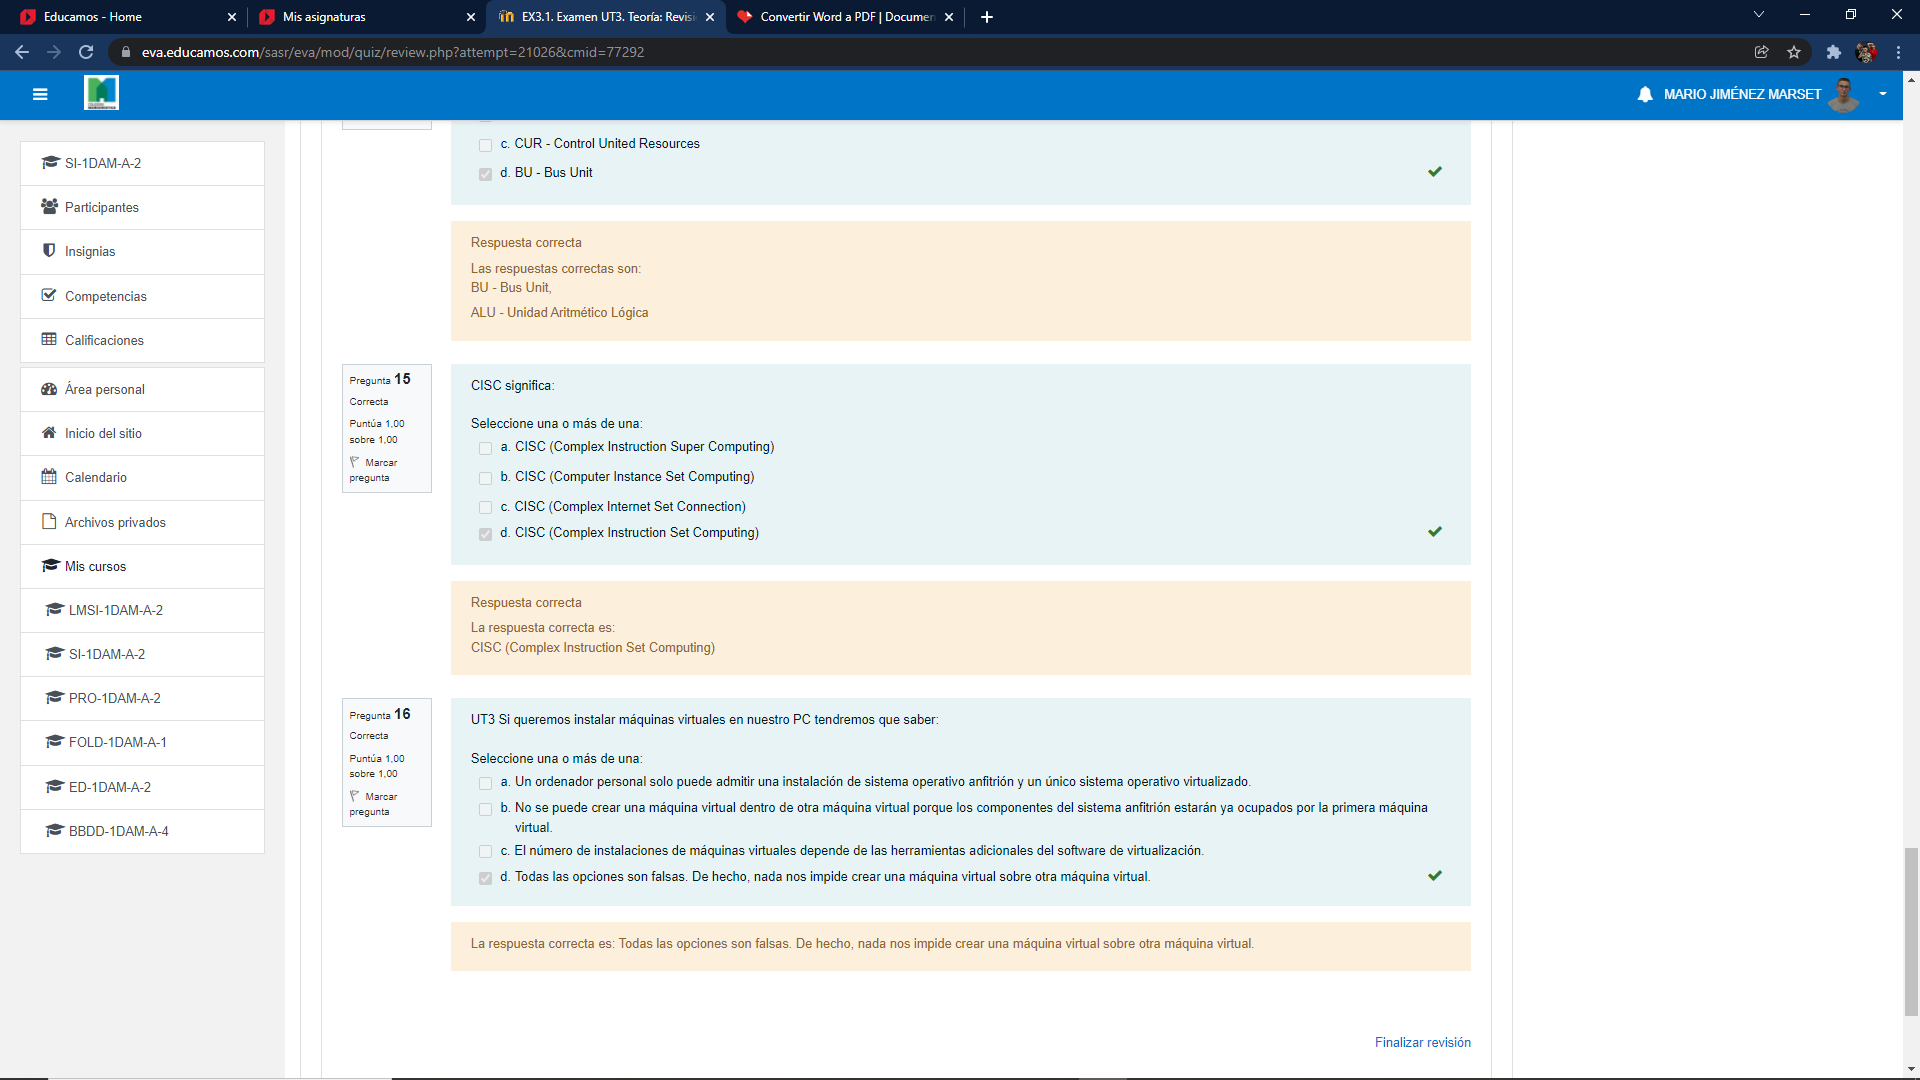 Educamos - Home
Mis asignaturas
EX3.1. Examen UT3. Teoría: Revisi
Convertir Word a PDF | Documen
eva.educamos.com/sasr/eva/mod/quiz/review.php?attempt=21026&cmid=77292
MARIO JIMÉNEZ MARSET
SI-1DAM-A-2
Participantes
Insignias
Competencias
Calificaciones
Área personal
Inicio del sitio
Calendario
Archivos privados
Mis cursos
LMSI-1DAM-A-2
SI-1DAM-A-2
PRO-1DAM-A-2
FOLD-1DAM-A-1
ED-1DAM-A-2
BBDD-1DAM-A-4
c. CUR - Control United Resources
d. BU - Bus Unit
Respuesta correcta
Las respuestas correctas son:
BU - Bus Unit,
ALU - Unidad Aritmético Lógica
Pregunta 15
Correcta
Puntúa 1,00
sobre 1,00
Marcar
pregunta
CISC significa:
Seleccione una o más de una:
a. CISC (Complex Instruction Super Computing)
b. CISC (Computer Instance Set Computing)
c. CISC (Complex Internet Set Connection)
d. CISC (Complex Instruction Set Computing)
Respuesta correcta
La respuesta correcta es:
CISC (Complex Instruction Set Computing)
Pregunta 16
Correcta
Puntúa 1,00
sobre 1,00
Marcar
pregunta
UT3 Si queremos instalar máquinas virtuales en nuestro PC tendremos que saber:
Seleccione una o más de una:
a. Un ordenador personal solo puede admitir una instalación de sistema operativo anfitrión y un único sistema operativo virtualizado.
b. No se puede crear una máquina virtual dentro de otra máquina virtual porque los componentes del sistema anfitrión estarán ya ocupados por la primera máquina
virtual.
c. El número de instalaciones de máquinas virtuales depende de las herramientas adicionales del software de virtualización.
d. Todas las opciones son falsas. De hecho, nada nos impide crear una máquina virtual sobre otra máquina virtual.
La respuesta correcta es: Todas las opciones son falsas. De hecho, nada nos impide crear una máquina virtual sobre otra máquina virtual.
Finalizar revisión